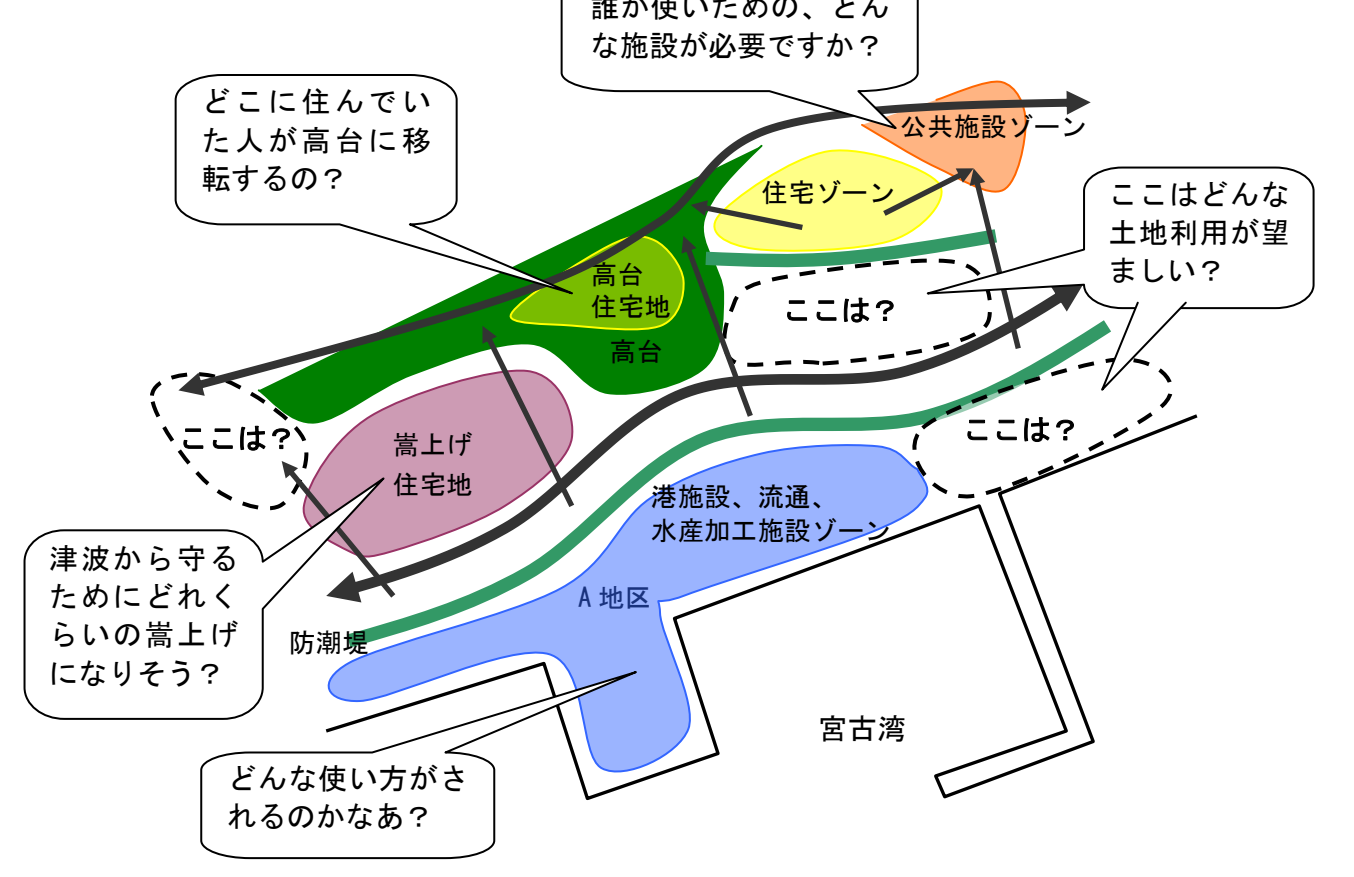 誰が使いための、どん
な施設が必要ですか？
どこに住んでい
た人が高台に移
転するの？
公共施設ゾーン
住宅ゾーン
ここはどんな
土地利用が望
ましい？
高台
住宅地
ここは？
高台
ここは？
嵩上げ
住宅地
ここは？
港施設、流通、
水産加工施設ゾーン
津波から守る
ためにどれく
らいの嵩上げ
になりそう？
A地区
防潮堤
宮古湾
どんな使い方がさ
れるのかなあ？